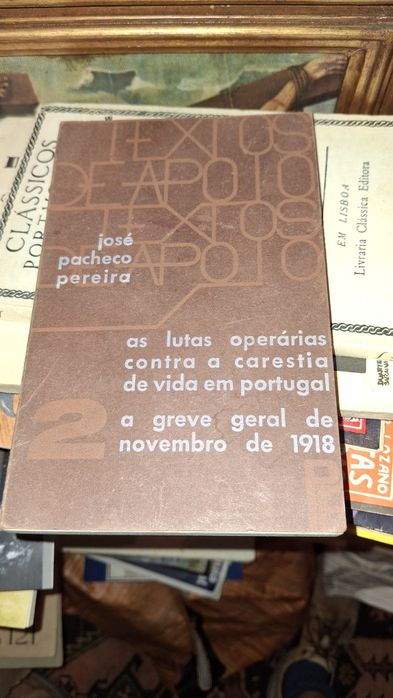 TEXTOS
DE APOIO
TEXTOS
DE APOIO
josé
pacheco
pereira
as lutas operárias
contra a carestia
de vida em portugal
2
a greve geral de
novembro de 1918
CLÁSSICOS
EM LISBOA
Livraria Clássica Editora
LOZANO